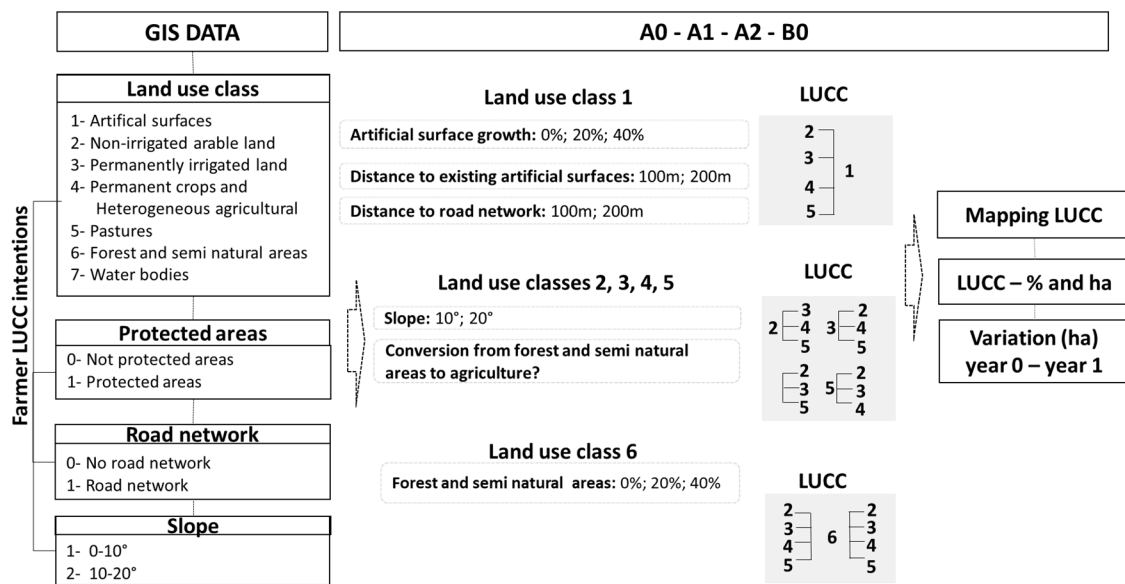 GIS DATA
A0 - A1 - A2 - B0
Land use class
1- Artifical surfaces
2- Non-irrigated arable land
3- Permanently irrigated land
4- Permanent crops and
Heterogeneous agricultural
5- Pastures
6- Forest and semi natural areas
7- Water bodies
Protected areas
0- Not protected areas
1- Protected areas
Road network
0- No road network
1- Road network
Slope
1- 0-10°
2- 10-20°
Farmer LUCC intentions
Land use class 1
Artificial surface growth: 0%; 20%; 40%
Distance to existing artificial surfaces: 100m; 200m
Distance to road network: 100m; 200m
LUCC
2
3
1
4
5
Land use classes 2, 3, 4, 5
Slope: 10°; 20°
Conversion from forest and semi natural
areas to agriculture?
LUCC
3 2
2 4 3 4
5 5
2 2
3 5 3
5 4
Land use class 6
Forest and semi natural areas: 0%; 20%; 40%
LUCC
2 2
3 3
6
4 4
5 5
Mapping LUCC
LUCC – % and ha
Variation (ha)
year 0 – year 1